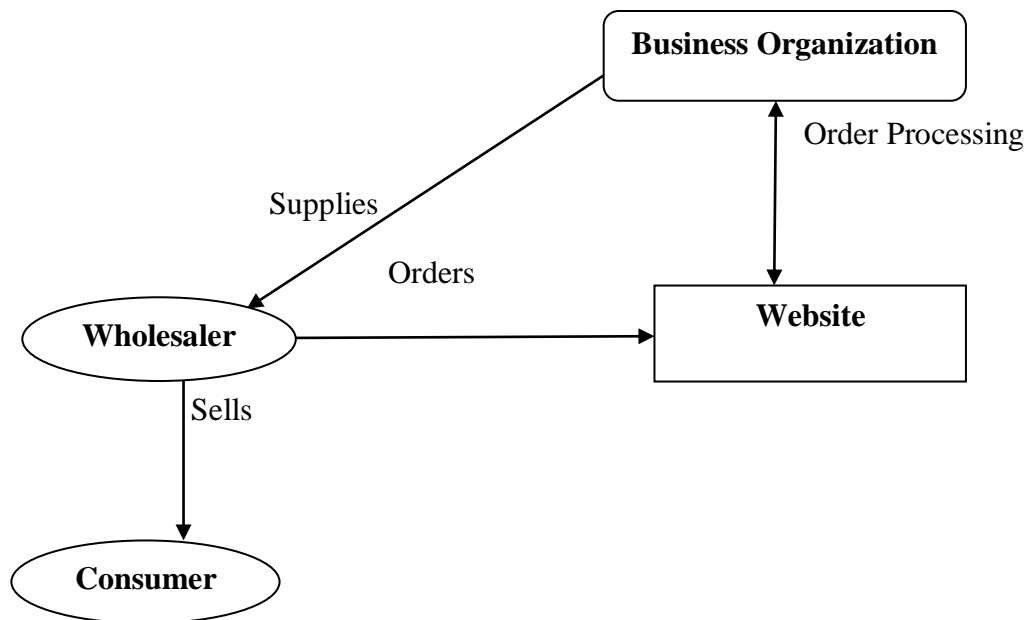 Business Organization
Order Processing
Supplies
Orders
Wholesaler
Website
Sells
Consumer